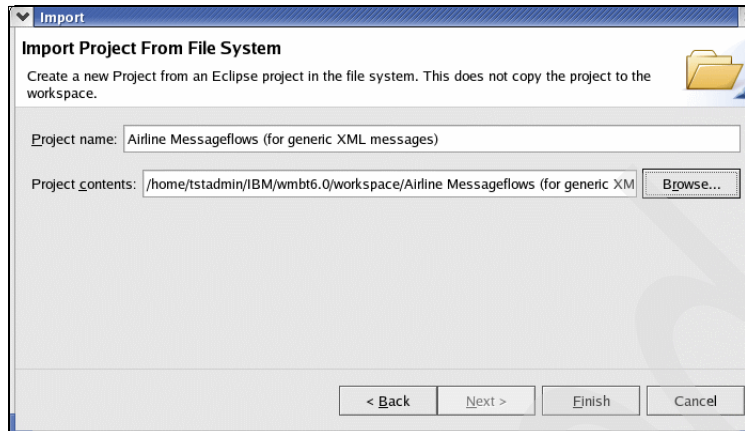 Import
Import Project From File System
Create a new Project from an Eclipse project in the file system. This does not copy the project to the
workspace.
Project name: Airline Messageflows (for generic XML messages)
Project contents: /home/tstadmin/IBM/wmbt6.0/workspace/Airline Messageflows (for generic XM Browse...
< Back Next > Finish Cancel